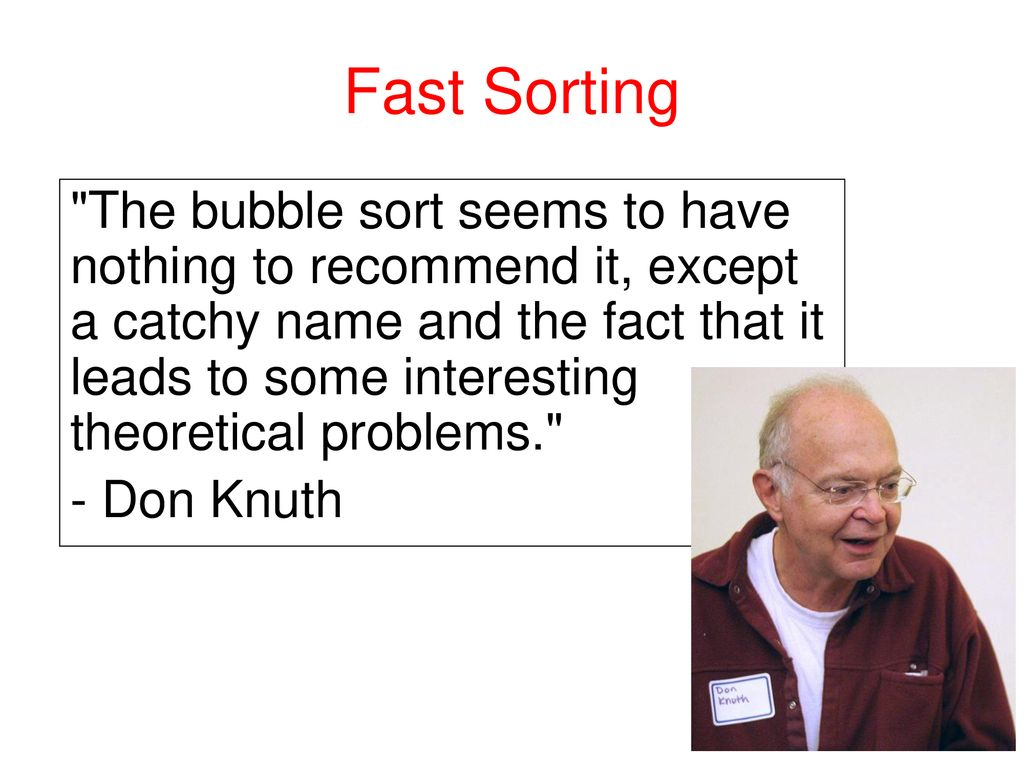 Fast Sorting
"The bubble sort seems to have
nothing to recommend it, except
a catchy name and the fact that it
leads to some interesting
theoretical problems."
- Don Knuth
Don
Knuth